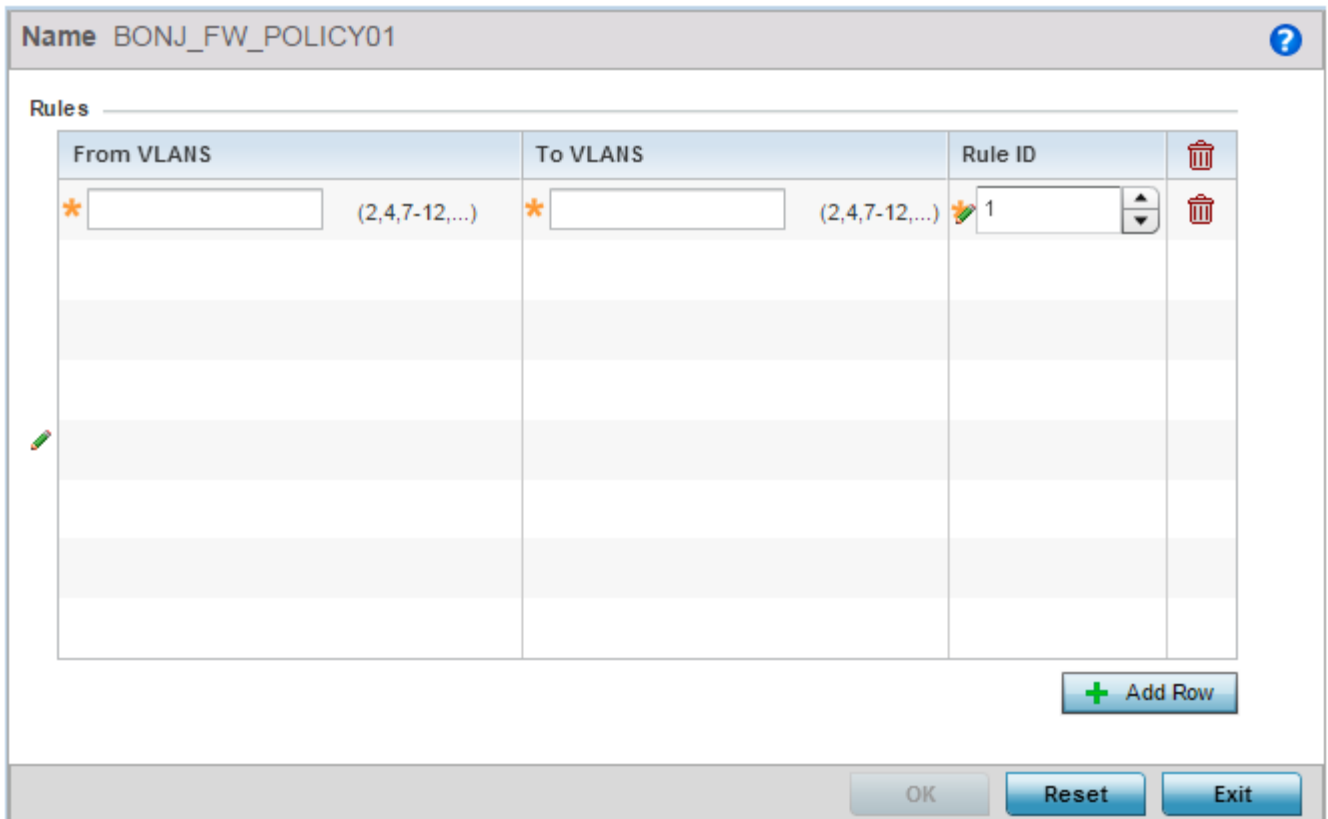 Name BONJ_FW_POLICY01 ?
Rules
From VLANS To VLANS Rule ID
* (2,4,7-12,...) * (2,4,7-12,...) 1
+ Add Row
OK Reset Exit